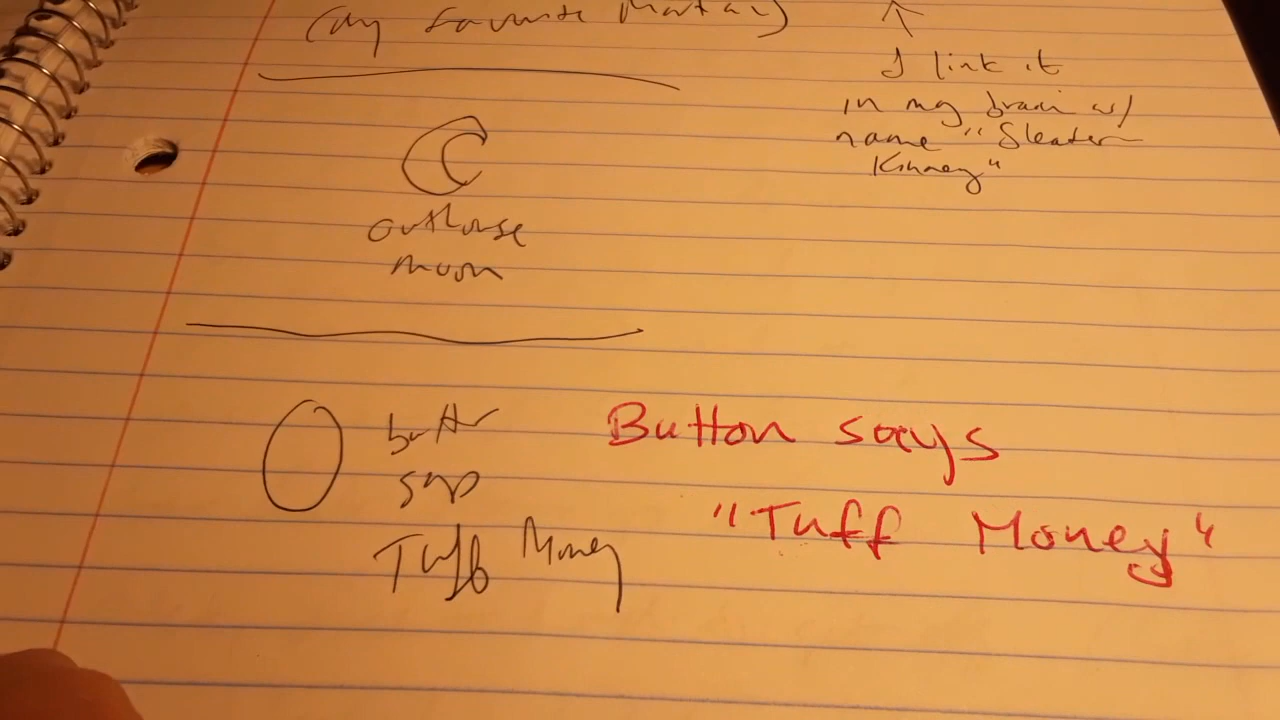 (My Favorite Martian)
I link it
in my brain w/
name "Sleater-
Kinney"
outhouse
moon
button
says
Tuff Money
Button says
"Tuff Money"